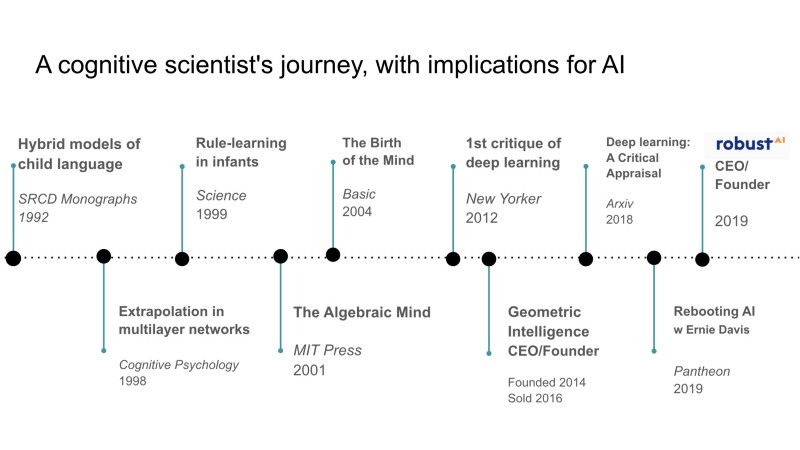 A cognitive scientist's journey, with implications for AI
Hybrid models of
child language
SRCD Monographs
1992
Rule-learning
in infants
Science
1999
The Birth
of the Mind
Basic
2004
1st critique of
deep learning
New Yorker
2012
Deep learning:
A Critical
Appraisal
Arxiv
2018
robust AI
CEO/
Founder
2019
Extrapolation in
multilayer networks
Cognitive Psychology
1998
The Algebraic Mind
MIT Press
2001
Geometric
Intelligence
CEO/Founder
Founded 2014
Sold 2016
Rebooting AI
w Ernie Davis
Pantheon
2019